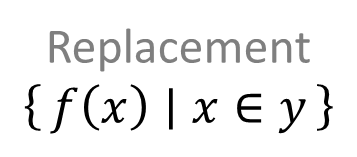 Replacement
{ f(x) | x ∈ y }